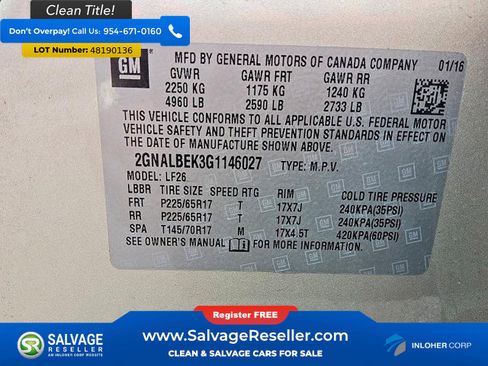 Clean Title!
Don't Overpay! Call Us: 954-671-0160
LOT Number: 48190136
GM
MFD BY GENERAL MOTORS OF CANADA COMPANY 01/16
GVWR GAWR FRT GAWR RR
2250 KG 1175 KG 1240 KG
4960 LB 2590 LB 2733 LB
THIS VEHICLE CONFORMS TO ALL APPLICABLE U.S. FEDERAL MOTOR
VEHICLE SAFETY AND THEFT PREVENTION STANDARDS IN EFFECT ON
THE DATE OF MANUFACTURE SHOWN ABOVE.
2GNALBEK3G1146027 TYPE: M.P.V.
MODEL: LF26
LBBR TIRE SIZE SPEED RTG RIM COLD TIRE PRESSURE
FRT P225/65R17 T 17X7J 240KPA(35PSI)
RR P225/65R17 T 17X7J 240KPA(35PSI)
SPA T145/70R17 M 17X4.5T 420KPA(60PSI)
SEE OWNER'S MANUAL FOR MORE INFORMATION.
Register FREE!
SALVAGE RESELLER
AN INLOHER CORP WEBSITE
www.SalvageReseller.com
CLEAN & SALVAGE CARS FOR SALE
INLOHER CORP.